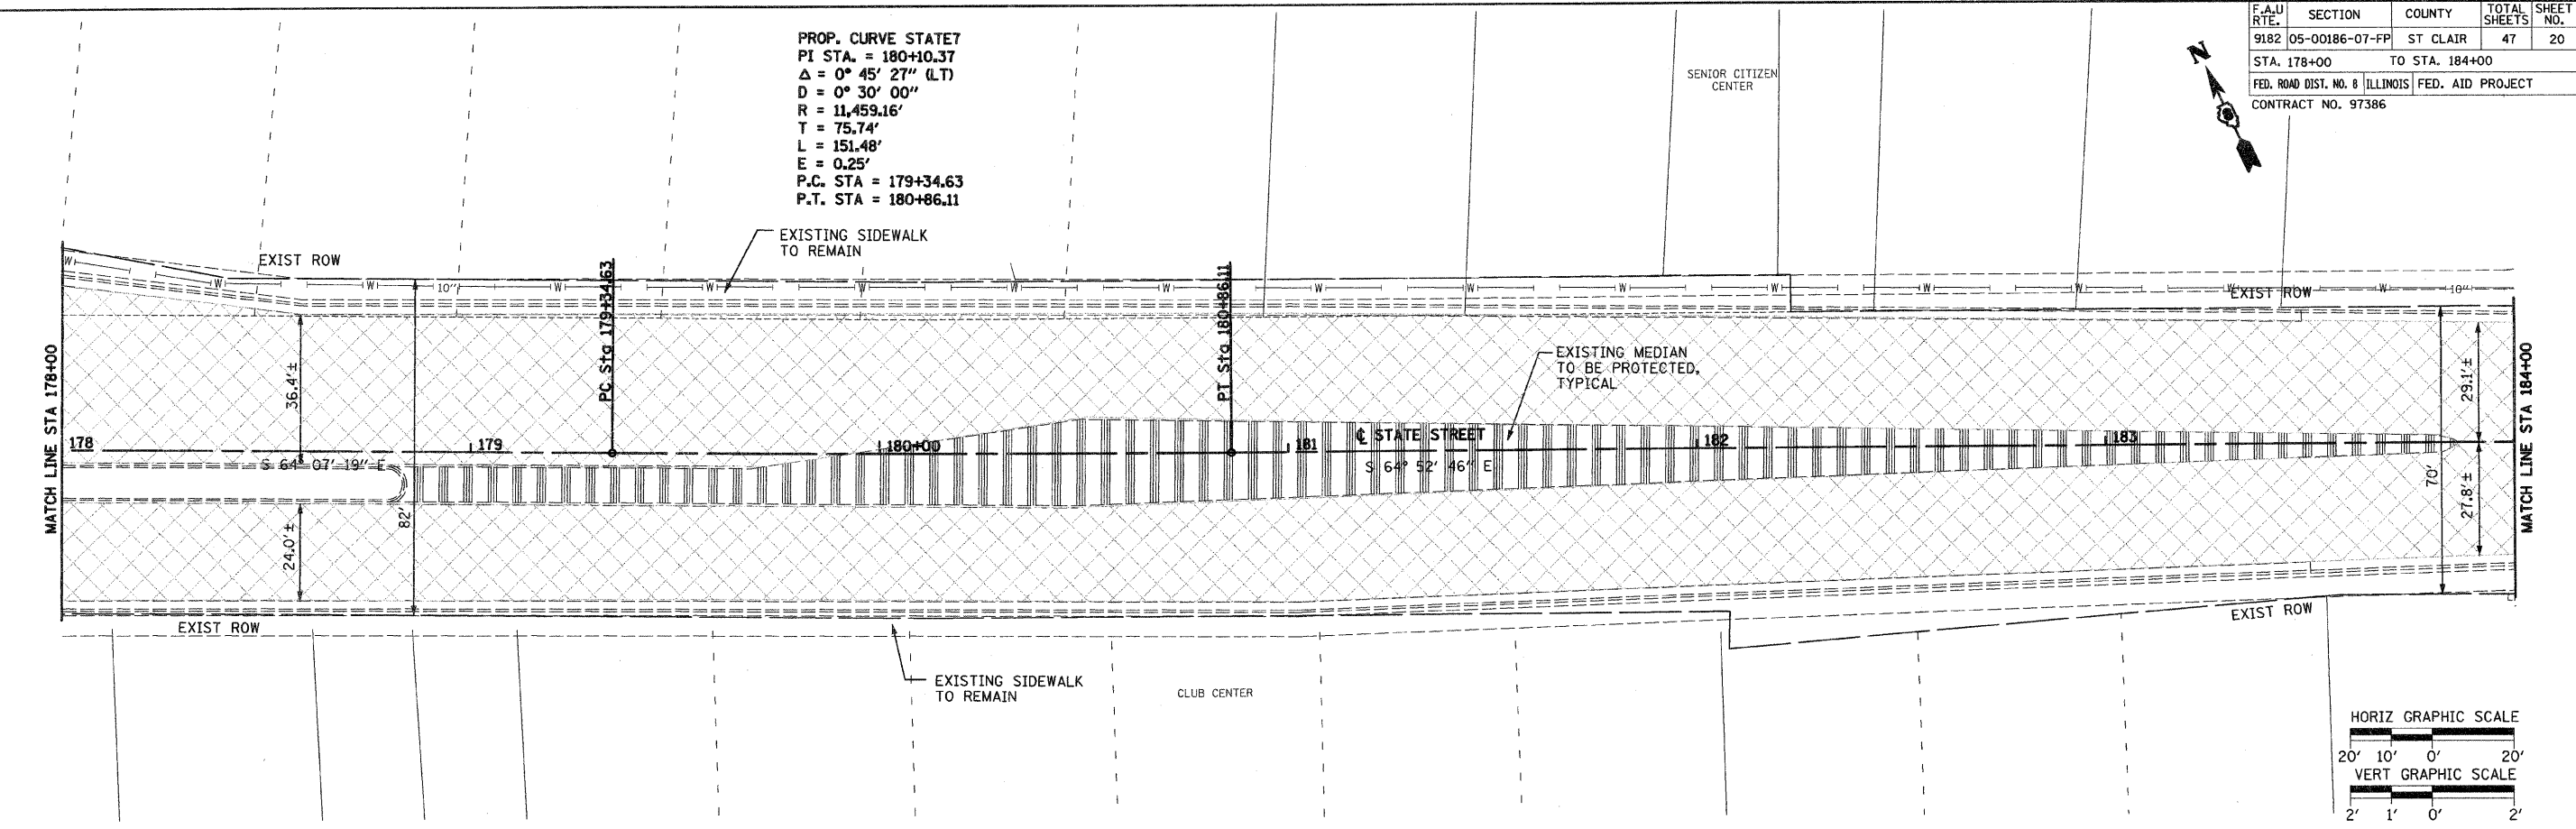 F.A.U RTE. SECTION COUNTY TOTAL SHEETS SHEET NO.
9182 05-00186-07-FP ST CLAIR 47 20
STA. 178+00 TO STA. 184+00
FED. ROAD DIST. NO. 8 ILLINOIS FED. AID PROJECT
CONTRACT NO. 97386
N
PROP. CURVE STATE7
PI STA. = 180+10.37
Δ = 0° 45' 27" (LT)
D = 0° 30' 00"
R = 11,459.16'
T = 75.74'
L = 151.48'
E = 0.25'
P.C. STA = 179+34.63
P.T. STA = 180+86.11
SENIOR CITIZEN
CENTER
EXISTING SIDEWALK
TO REMAIN
EXIST ROW
W W W 10" W W W W W W W W W W W W W 10"
EXIST ROW
MATCH LINE STA 178+00
36.4'±
PC Sta 179+34.63
PT Sta 180+86.11
EXISTING MEDIAN
TO BE PROTECTED,
TYPICAL
29.1'±
MATCH LINE STA 184+00
178 179 180+00 181 ℄ STATE STREET 182 183
S 64° 07' 19" E
S 64° 52' 46" E
24.0'±
82'
70'
27.8'±
EXIST ROW
EXIST ROW
EXISTING SIDEWALK
TO REMAIN
CLUB CENTER
HORIZ GRAPHIC SCALE
20' 10' 0' 20'
VERT GRAPHIC SCALE
2' 1' 0' 2'